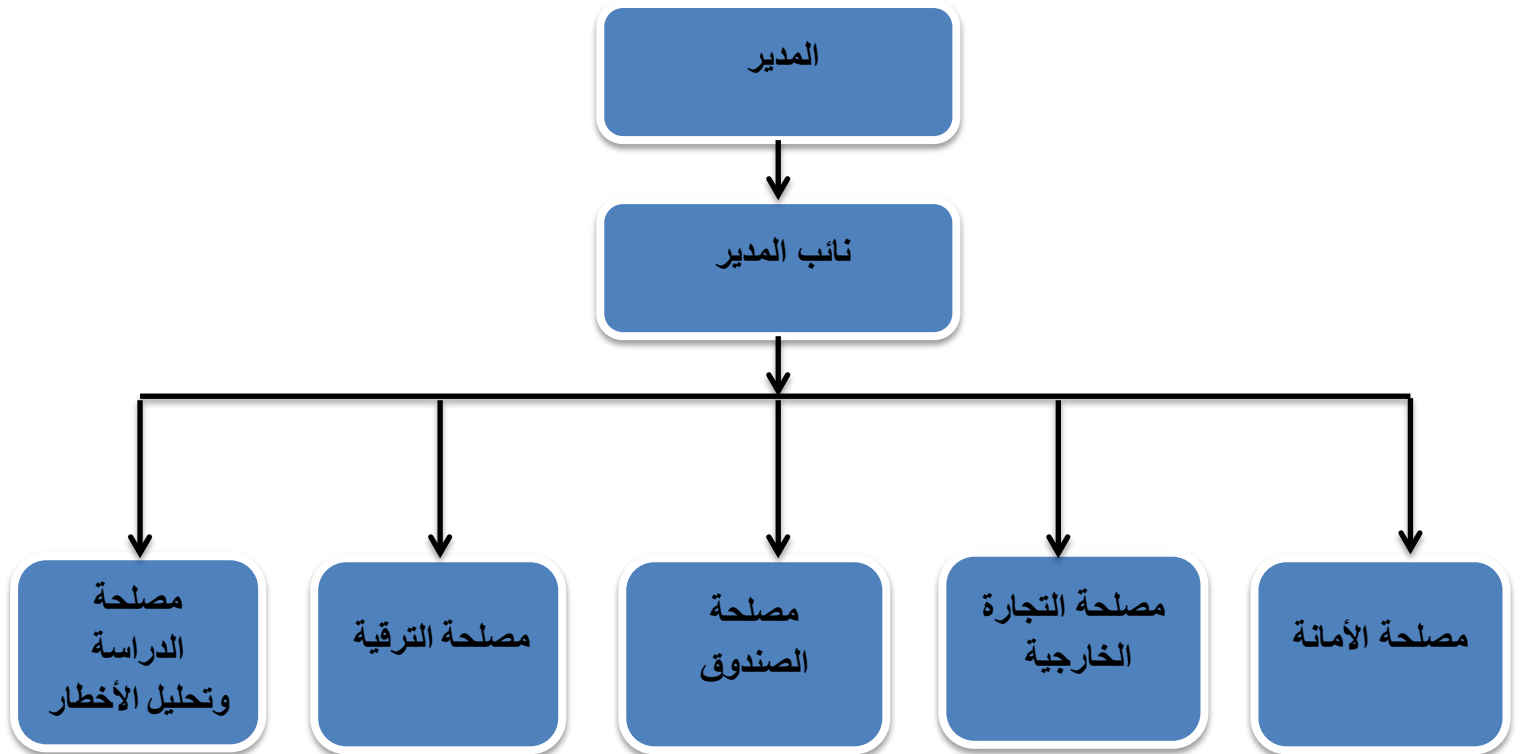 المدير
نائب المدير
مصلحة الأمانة
مصلحة التجارة
الخارجية
مصلحة
الصندوق
مصلحة الترقية
مصلحة
الدراسة
وتحليل الأخطار